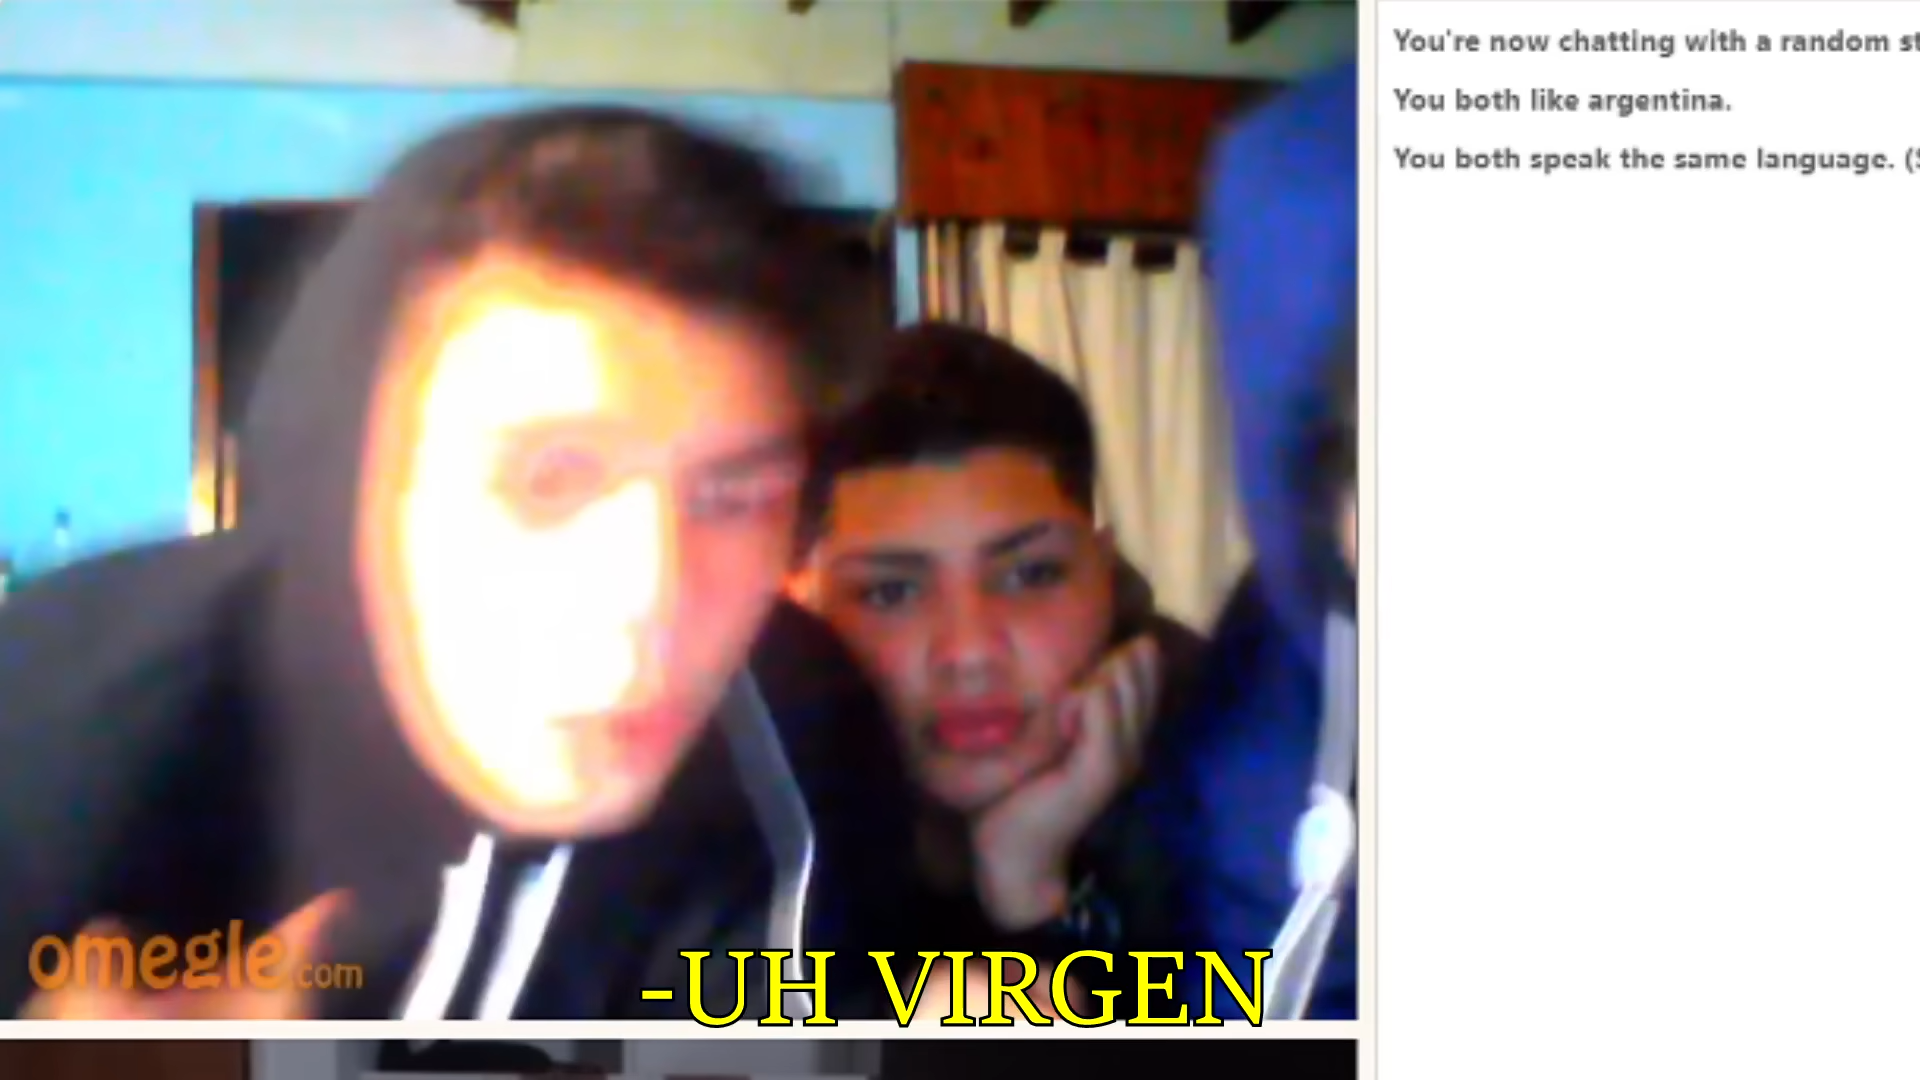 You're now chatting with a random
You both like argentina.
You both speak the same language.
omegle.com
-UH VIRGEN